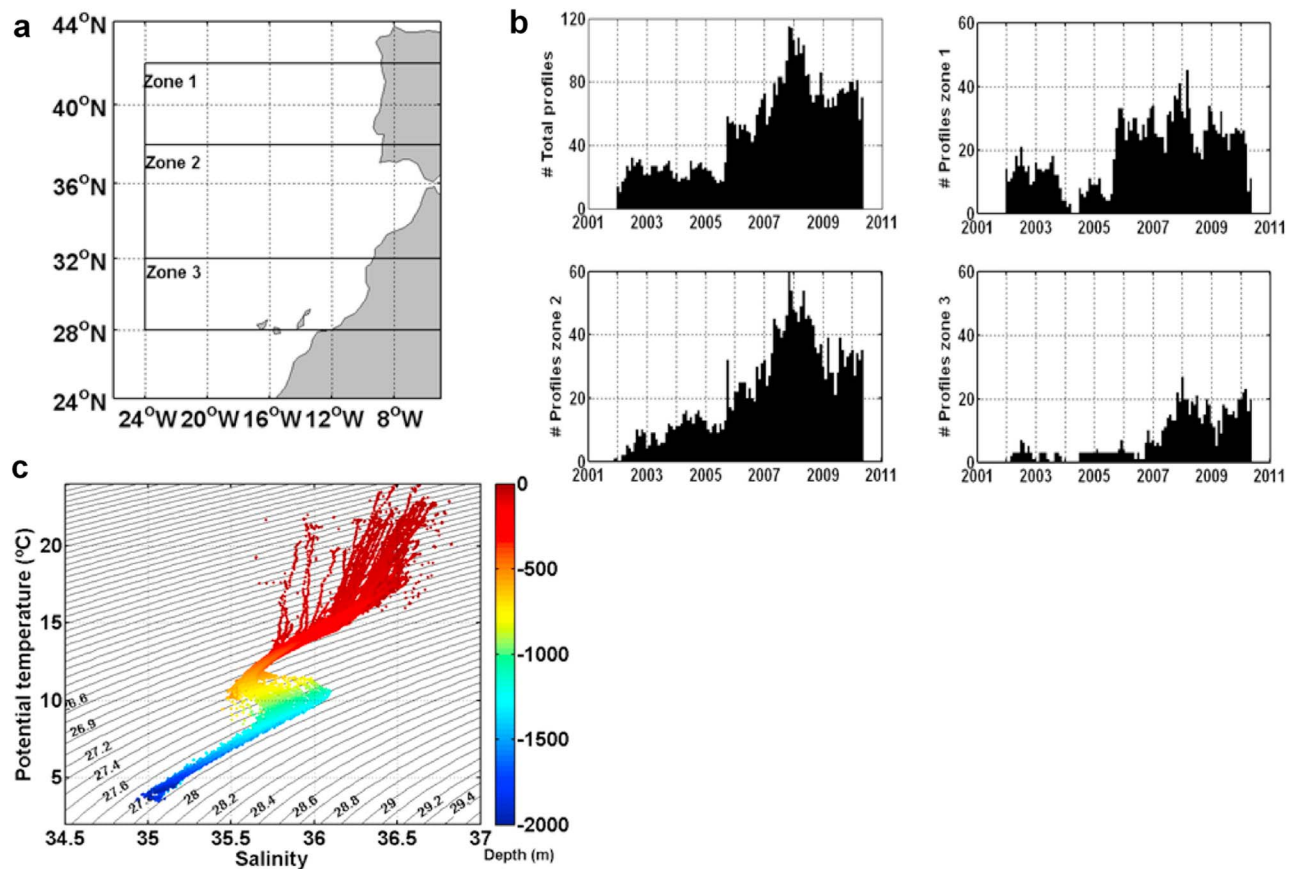 a
44°N
40°N
36°N
32°N
28°N
24°N
Zone 1
Zone 2
Zone 3
24°W 20°W 16°W 12°W 8°W
b
# Total profiles
120
80
40
0
2001 2003 2005 2007 2009 2011
# Profiles zone 1
60
40
20
0
2001 2003 2005 2007 2009 2011
# Profiles zone 2
60
40
20
0
2001 2003 2005 2007 2009 2011
# Profiles zone 3
60
40
20
0
2001 2003 2005 2007 2009 2011
c
Potential temperature (ºC)
20
15
10
5
26.9
27.2
27.4
27.6
28
28.2
28.4
28.6
28.8
29
29.2
29.4
34.5 35 35.5 36 36.5 37
Salinity
0
-500
-1000
-1500
-2000
Depth (m)